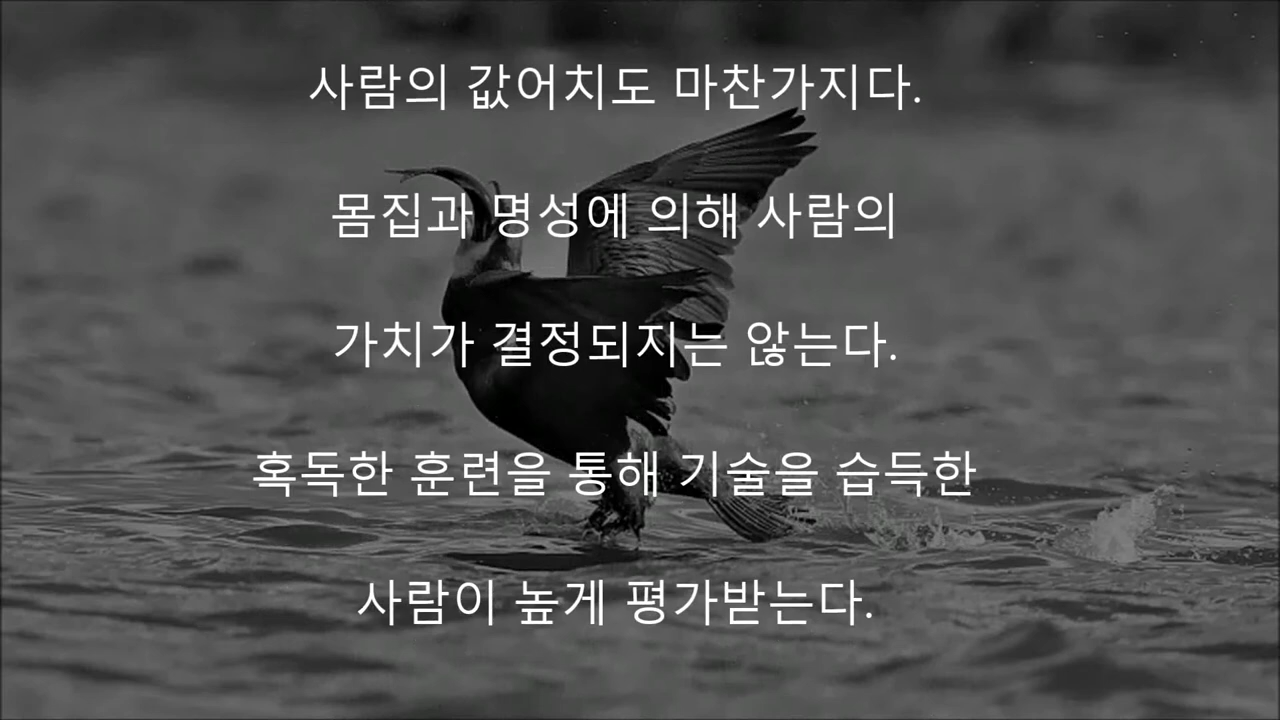 사람의 값어치도 마찬가지다.
몸집과 명성에 의해 사람의
가치가 결정되지는 않는다.
혹독한 훈련을 통해 기술을 습득한
사람이 높게 평가받는다.